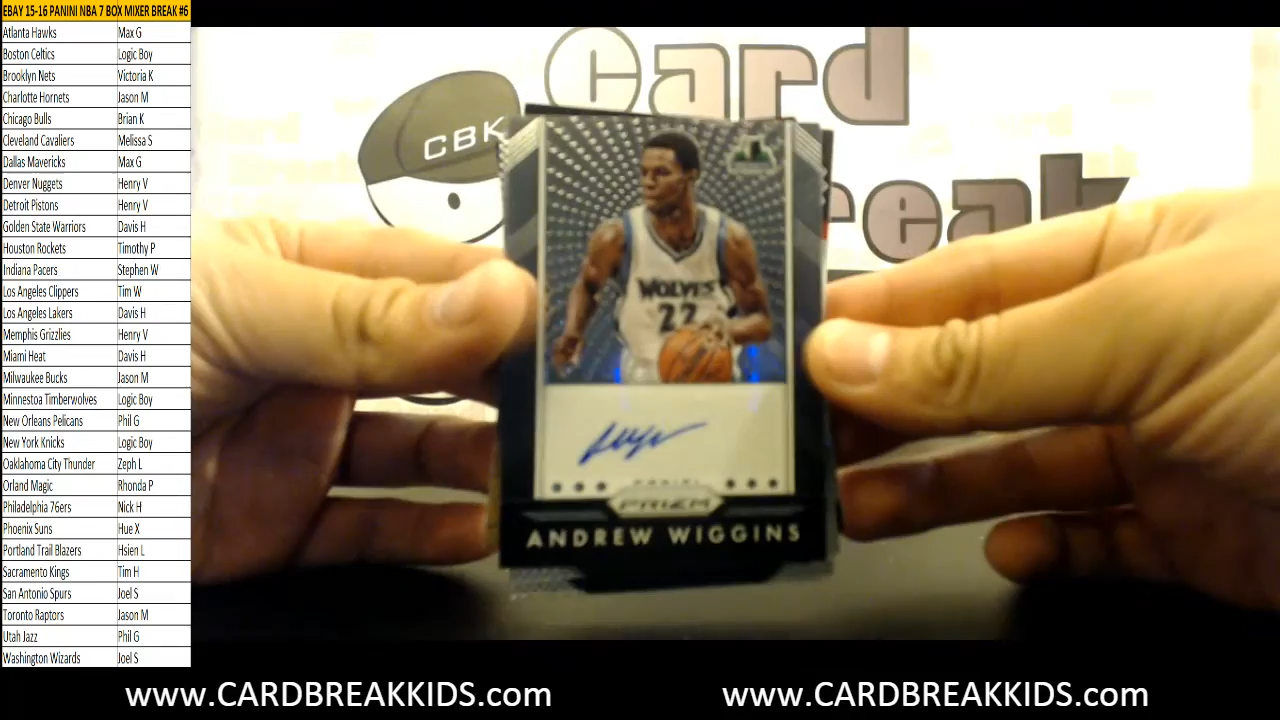 EBAY 15-16 PANINI NBA 7 BOX MIXER BREAK #6
Atlanta Hawks Max G
Boston Celtics Logic Boy
Brooklyn Nets Victoria K
Charlotte Hornets Jason M
Chicago Bulls Brian K
Cleveland Cavaliers Melissa S
Dallas Mavericks Max G
Denver Nuggets Henry V
Detroit Pistons Henry V
Golden State Warriors Davis H
Houston Rockets Timothy P
Indiana Pacers Stephen W
Los Angeles Clippers Tim W
Los Angeles Lakers Davis H
Memphis Grizzlies Henry V
Miami Heat Davis H
Milwaukee Bucks Jason M
Minnestoa Timberwolves Logic Boy
New Orleans Pelicans Phil G
New York Knicks Logic Boy
Oaklahoma City Thunder Zeph L
Orland Magic Rhonda P
Philadelphia 76ers Nick H
Phoenix Suns Hue X
Portland Trail Blazers Hsien L
Sacramento Kings Tim H
San Antonio Spurs Joel S
Toronto Raptors Jason M
Utah Jazz Phil G
Washington Wizards Joel S
Card
CBK
reak
WOLVES
22
PANINI
PRIZM
ANDREW WIGGINS
www.CARDBREAKKIDS.com www.CARDBREAKKIDS.com